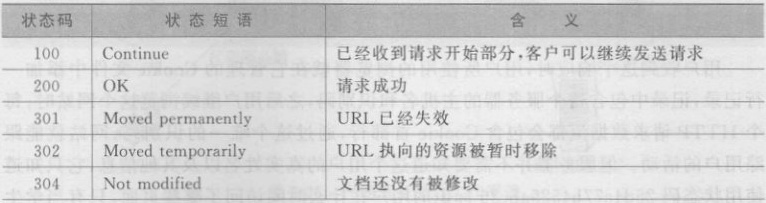 状态码 状态短语 含义
100 Continue 已经收到请求开始部分,客户可以继续发送请求
200 OK 请求成功
301 Moved permanently URL 已经失效
302 Moved temporarily URL 执向的资源被暂时移除
304 Not modified 文档还没有被修改